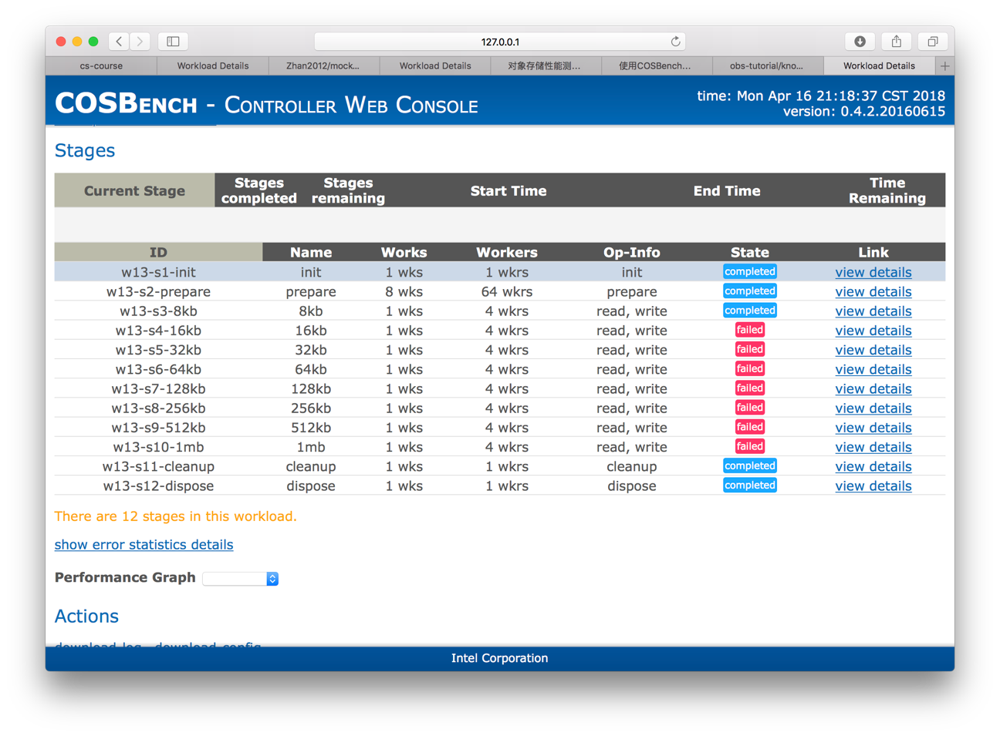 127.0.0.1
cs-course Workload Details Zhan2012/mock... Workload Details 对象存储性能测... 使用COSBench... obs-tutorial/kno... Workload Details
COSBench - Controller Web Console
time: Mon Apr 16 21:18:37 CST 2018
version: 0.4.2.20160615
Stages
Current Stage Stages completed Stages remaining Start Time End Time Time Remaining
ID Name Works Workers Op-Info State Link
w13-s1-init init 1 wks 1 wkrs init completed view details
w13-s2-prepare prepare 8 wks 64 wkrs prepare completed view details
w13-s3-8kb 8kb 1 wks 4 wkrs read, write completed view details
w13-s4-16kb 16kb 1 wks 4 wkrs read, write failed view details
w13-s5-32kb 32kb 1 wks 4 wkrs read, write failed view details
w13-s6-64kb 64kb 1 wks 4 wkrs read, write failed view details
w13-s7-128kb 128kb 1 wks 4 wkrs read, write failed view details
w13-s8-256kb 256kb 1 wks 4 wkrs read, write failed view details
w13-s9-512kb 512kb 1 wks 4 wkrs read, write failed view details
w13-s10-1mb 1mb 1 wks 4 wkrs read, write failed view details
w13-s11-cleanup cleanup 1 wks 1 wkrs cleanup completed view details
w13-s12-dispose dispose 1 wks 1 wkrs dispose completed view details
There are 12 stages in this workload.
show error statistics details
Performance Graph
Actions
download-log download-config
Intel Corporation